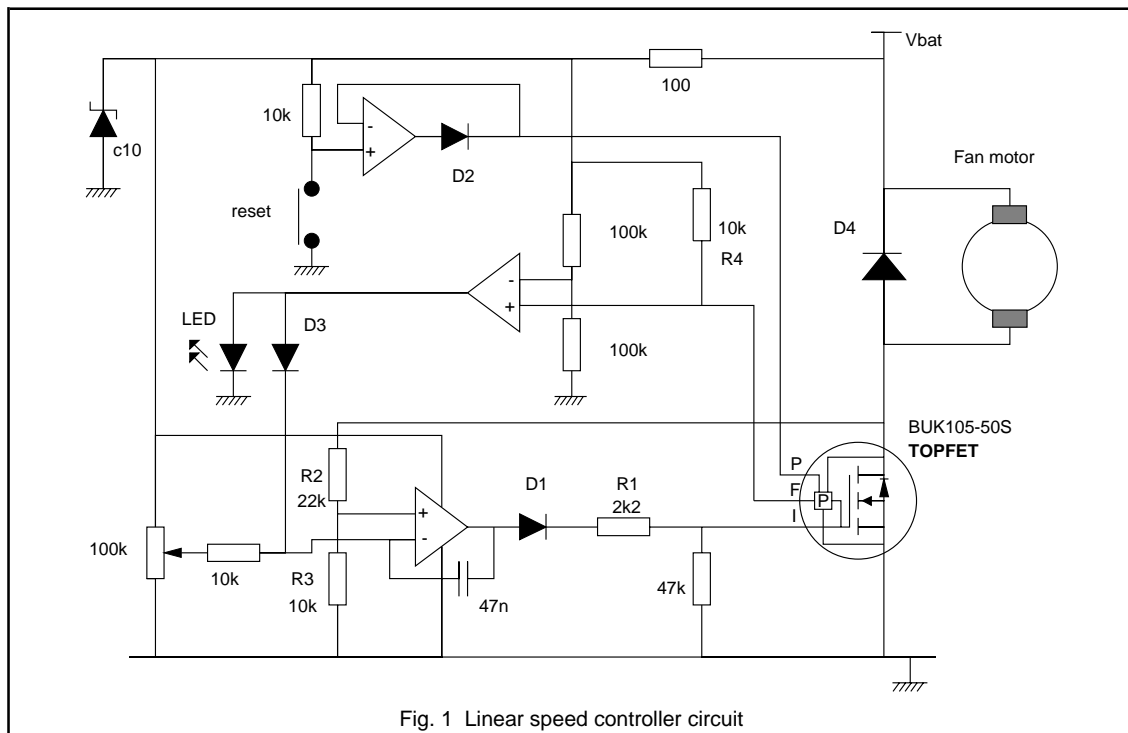 Vbat
100
10k
-
+
c10
D2
Fan motor
reset
100k
10k
D4
R4
-
+
LED
D3
100k
BUK105-50S
TOPFET
P
R2
D1
R1
F
P
22k
2k2
I
+
100k
-
10k
R3
47k
10k
47n
Fig. 1 Linear speed controller circuit